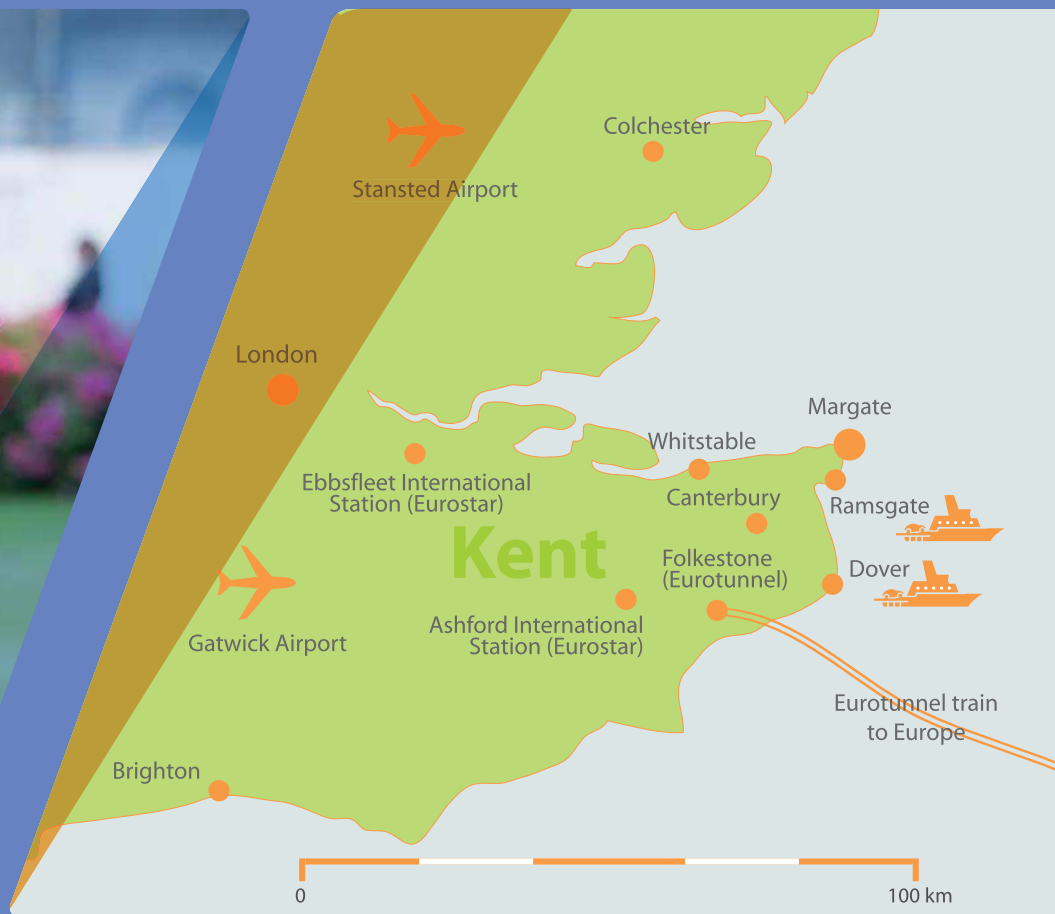 Colchester
Stansted Airport
London
Margate
Whitstable
Ebbsfleet International
Station (Eurostar)
Canterbury
Ramsgate
Kent
Folkestone
(Eurotunnel)
Dover
Ashford International
Station (Eurostar)
Gatwick Airport
Eurotunnel train
to Europe
Brighton
0
100 km